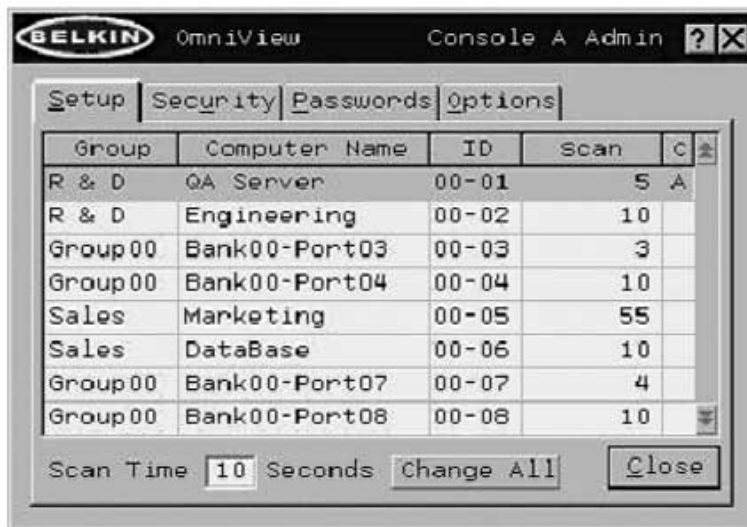 BELKIN OmniView Console A Admin ? X
Setup Security Passwords Options
Group Computer Name ID Scan C
R & D QA Server 00-01 5 A
R & D Engineering 00-02 10
Group00 Bank00-Port03 00-03 3
Group00 Bank00-Port04 00-04 10
Sales Marketing 00-05 55
Sales DataBase 00-06 10
Group00 Bank00-Port07 00-07 4
Group00 Bank00-Port08 00-08 10
Scan Time 10 Seconds Change All Close